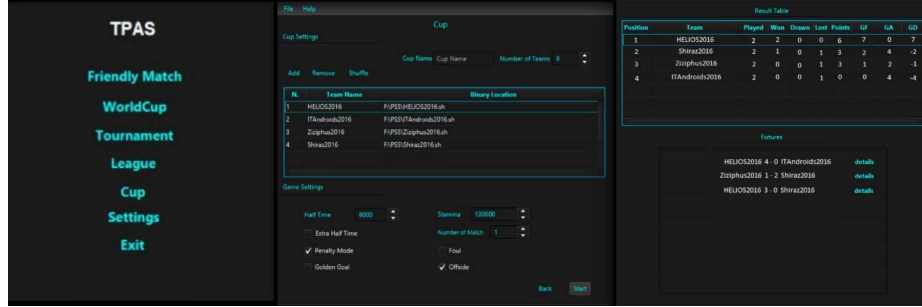 TPAS
Friendly Match
WorldCup
Tournament
League
Cup
Settings
Exit
File Help
Cup
Cup Settings
Cup Name Cup Name Number of Teams 8
Add Remove Shuffle
N. Team Name Binary Location
1 HELIOS2016 F:\PSS\HELIOS2016.sh
2 ITAndroids2016 F:\PSS\ITAndroids2016.sh
3 Ziziphus2016 F:\PSS\Ziziphus2016.sh
4 Shiraz2016 F:\PSS\Shiraz2016.sh
Game Settings
Half Time 6000 Stamina 130600
Extra Half Time Number of Match 1
Penalty Mode Foul
Golden Goal Offside
Back Start
Result Table
Position Team Played Won Drawn Lost Points GF GA GD
1 HELIOS2016 2 2 0 0 6 7 0 7
2 Shiraz2016 2 1 0 1 3 2 4 -2
3 Ziziphus2016 2 0 0 1 3 1 2 -1
4 ITAndroids2016 2 0 0 1 0 0 4 -4
Fixtures
HELIOS2016 4 - 0 ITAndroids2016 details
Ziziphus2016 1 - 2 Shiraz2016 details
HELIOS2016 3 - 0 Shiraz2016 details